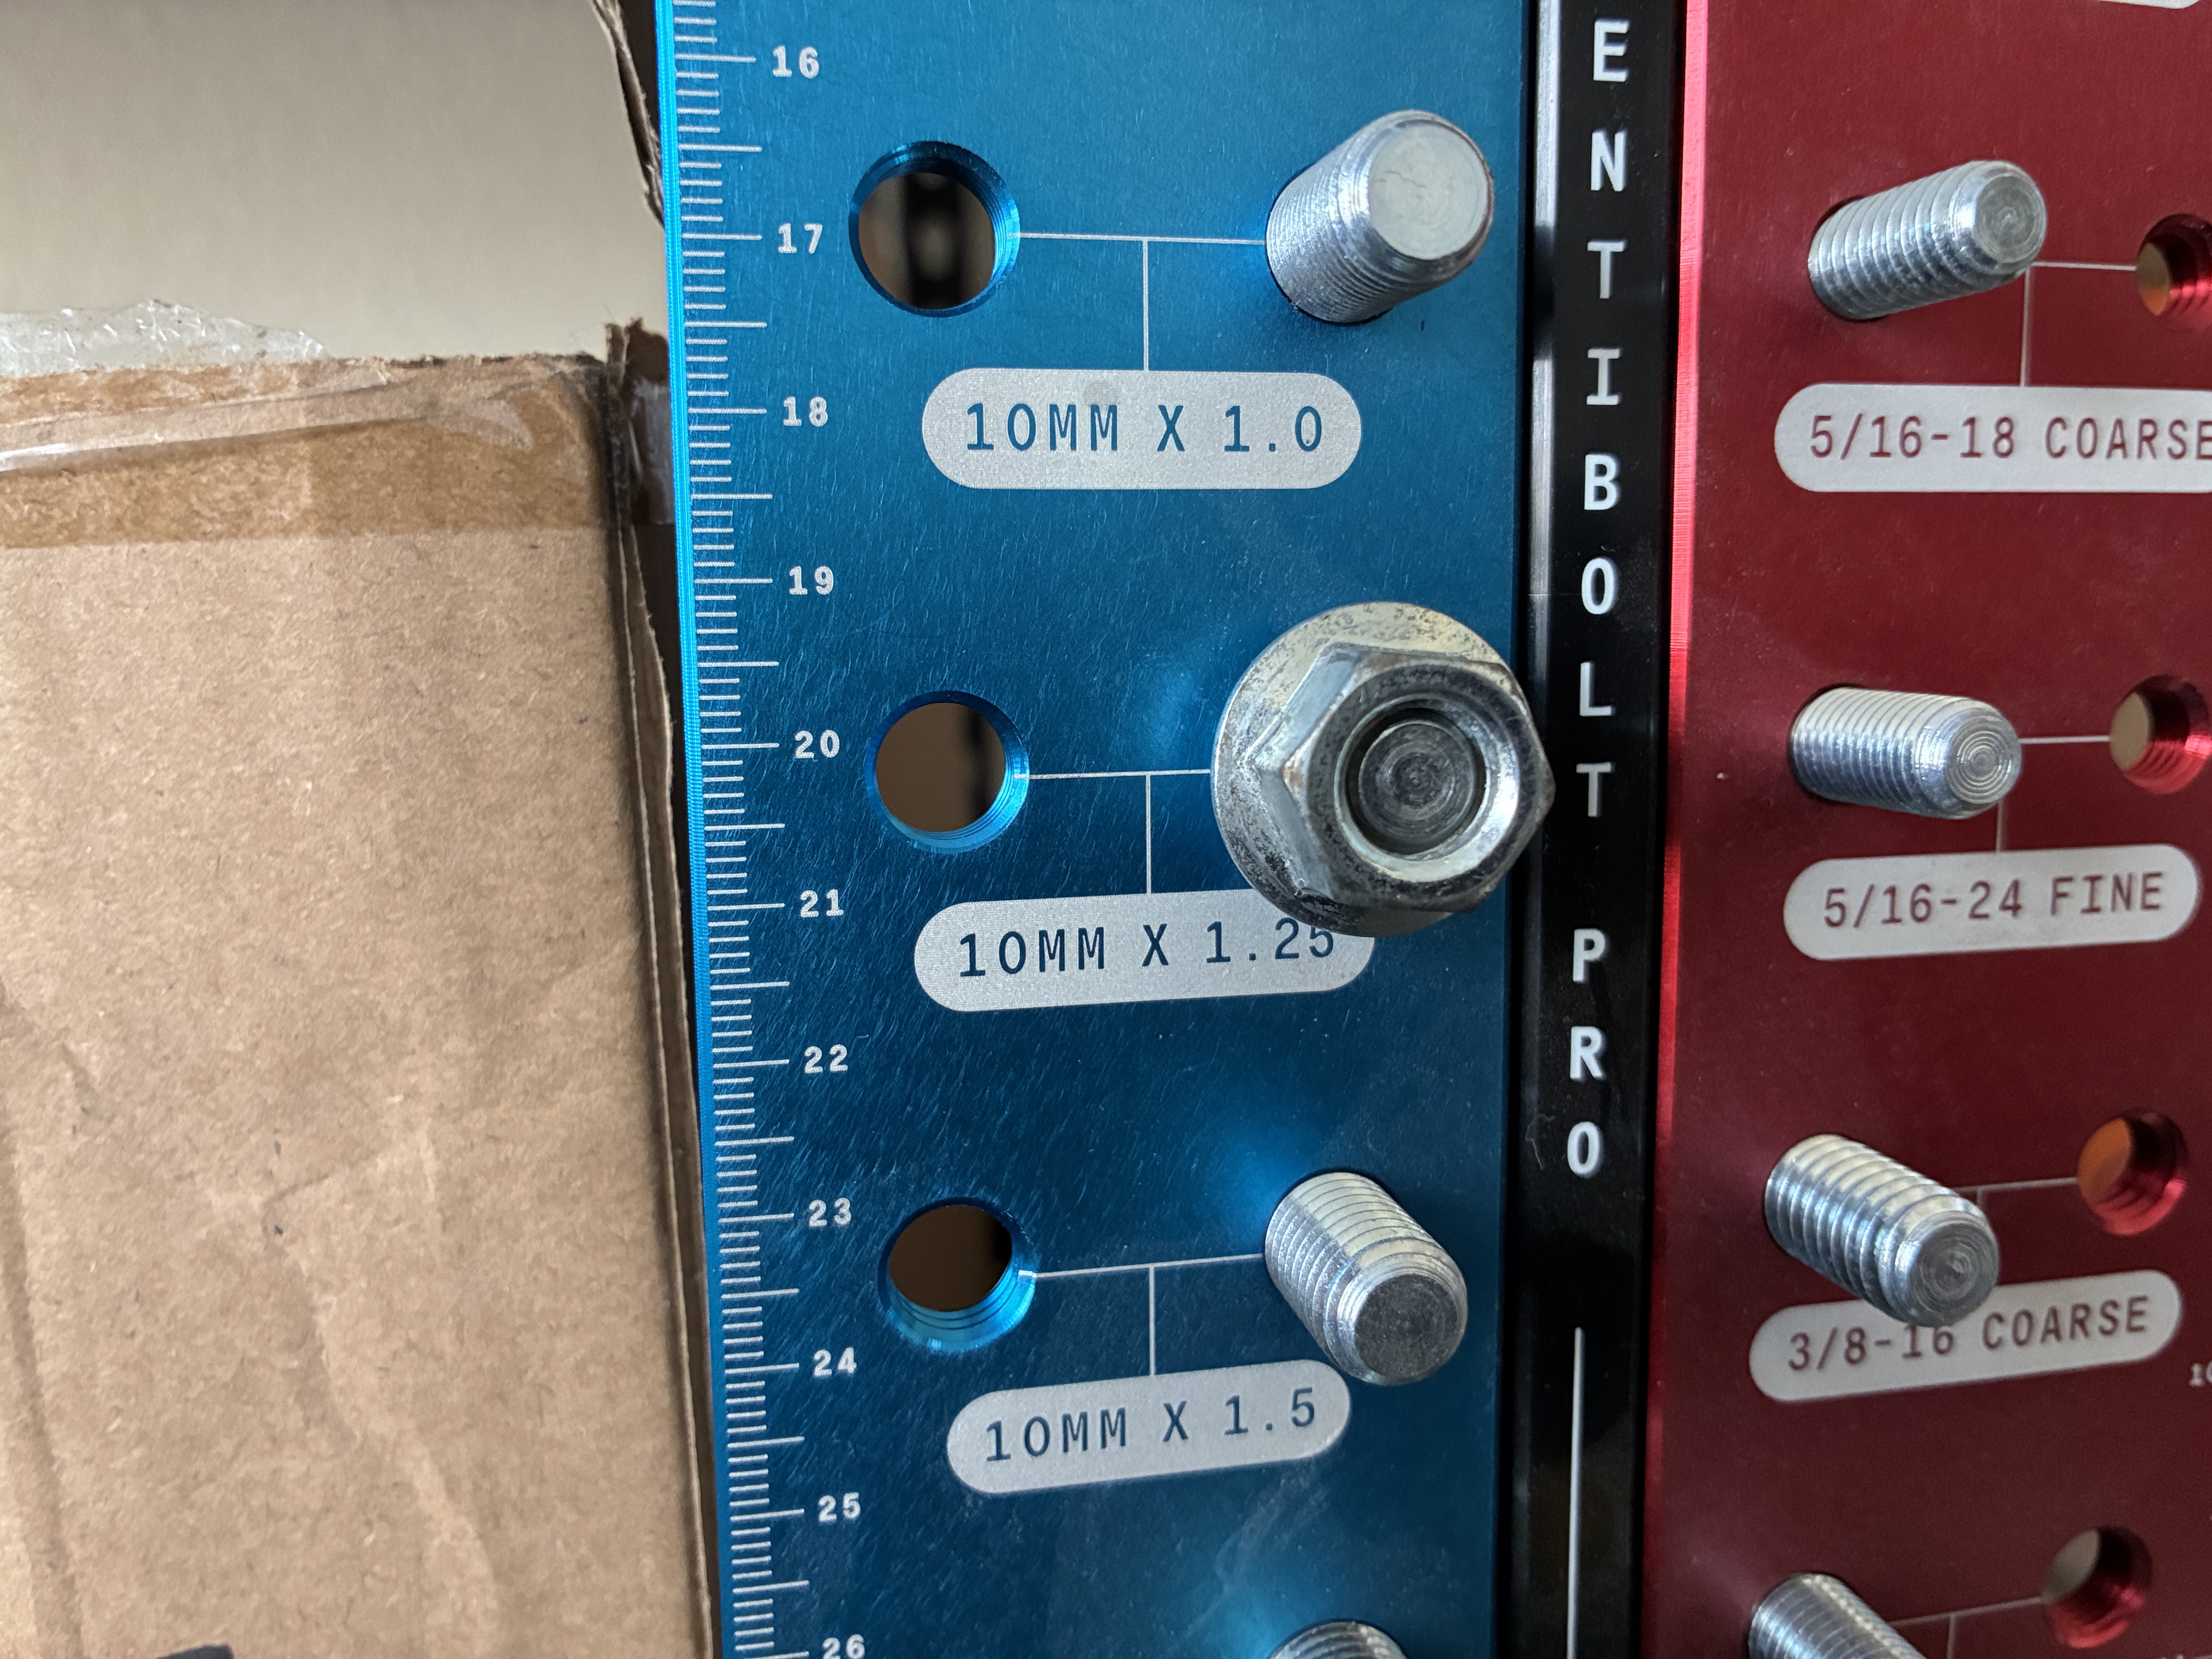 16
17
18
19
20
21
22
23
24
25
26
10MM X 1.0
10MM X 1.25
10MM X 1.5
ENTIBOLT PRO
5/16-18 COARSE
5/16-24 FINE
3/8-16 COARSE